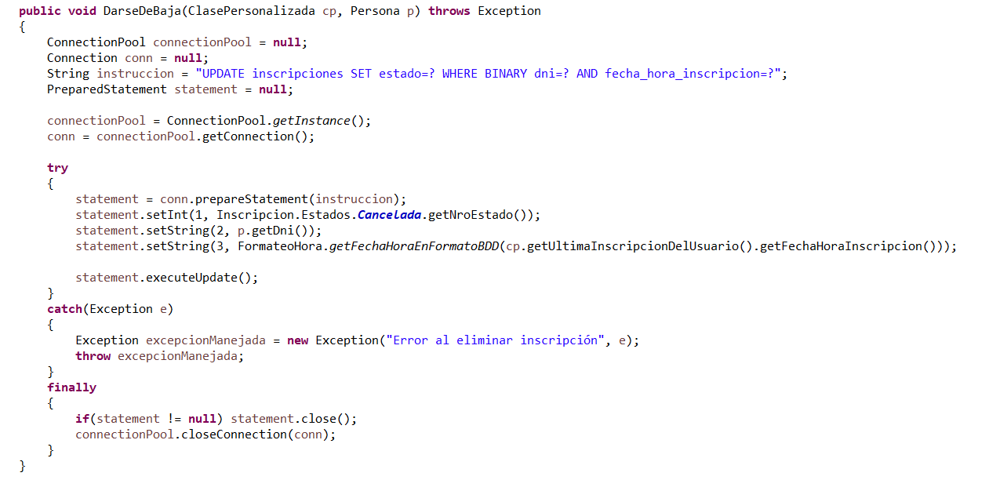 public void DarseDeBaja(ClasePersonalizada cp, Persona p) throws Exception
{
    ConnectionPool connectionPool = null;
    Connection conn = null;
    String instruccion = "UPDATE inscripciones SET estado=? WHERE BINARY dni=? AND fecha_hora_inscripcion=?";
    PreparedStatement statement = null;

    connectionPool = ConnectionPool.getInstance();
    conn = connectionPool.getConnection();

    try
    {
        statement = conn.prepareStatement(instruccion);
        statement.setInt(1, Inscripcion.Estados.Cancelada.getNroEstado());
        statement.setString(2, p.getDni());
        statement.setString(3, FormateoHora.getFechaHoraEnFormatoBDD(cp.getUltimaInscripcionDelUsuario().getFechaHoraInscripcion()));

        statement.executeUpdate();
    }
    catch(Exception e)
    {
        Exception excepcionManejada = new Exception("Error al eliminar inscripción", e);
        throw excepcionManejada;
    }
    finally
    {
        if(statement != null) statement.close();
        connectionPool.closeConnection(conn);
    }
}